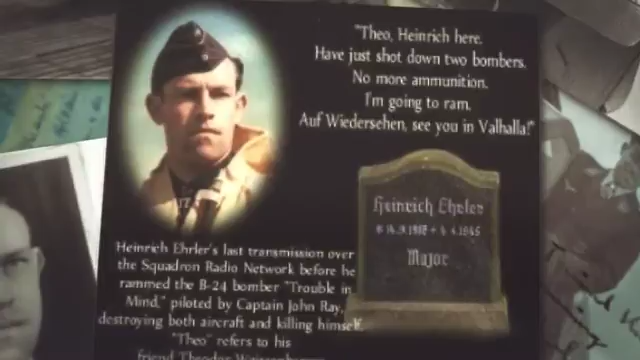 "Theo, Heinrich here.
Have just shot down two bombers.
No more ammunition.
I'm going to ram.
Auf Wiedersehen, see you in Valhalla!"
Heinrich Ehrler
Major
Heinrich Ehrler's last transmission over
the Squadron Radio Network before he
rammed the B-24 bomber "Trouble in
Mind," piloted by Captain John Ray,
destroying both aircraft and killing himself.
"Theo" refers to his
friend Theodor